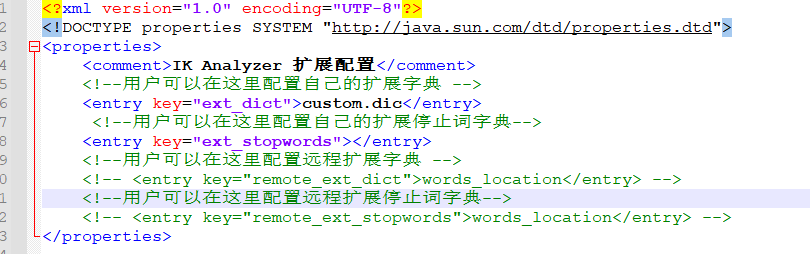 1 <?xml version="1.0" encoding="UTF-8"?>
2 <!DOCTYPE properties SYSTEM "http://java.sun.com/dtd/properties.dtd">
3 <properties>
4 <comment>IK Analyzer 扩展配置</comment>
5 <!--用户可以在这里配置自己的扩展字典 -->
6 <entry key="ext_dict">custom.dic</entry>
7 <!--用户可以在这里配置自己的扩展停止词字典-->
8 <entry key="ext_stopwords"></entry>
9 <!--用户可以在这里配置远程扩展字典 -->
0 <!-- <entry key="remote_ext_dict">words_location</entry> -->
1 <!--用户可以在这里配置远程扩展停止词字典-->
2 <!-- <entry key="remote_ext_stopwords">words_location</entry> -->
3 </properties>